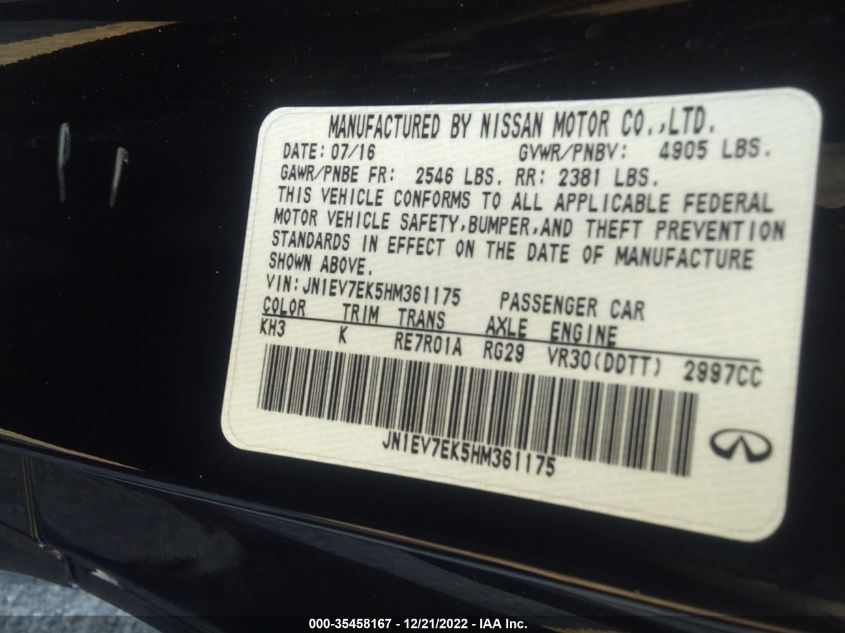 MANUFACTURED BY NISSAN MOTOR CO.,LTD.
DATE: 07/16 GVWR/PNBV: 4905 LBS.
GAWR/PNBE FR: 2546 LBS. RR: 2381 LBS.
THIS VEHICLE CONFORMS TO ALL APPLICABLE FEDERAL
MOTOR VEHICLE SAFETY,BUMPER,AND THEFT PREVENTION
STANDARDS IN EFFECT ON THE DATE OF MANUFACTURE
SHOWN ABOVE.
VIN:JN1EV7EK5HM361175 PASSENGER CAR
COLOR TRIM TRANS AXLE ENGINE
KH3 K RE7R01A RG29 VR30(DDTT) 2997CC
JN1EV7EK5HM361175
000-35458167 - 12/21/2022 - IAA Inc.